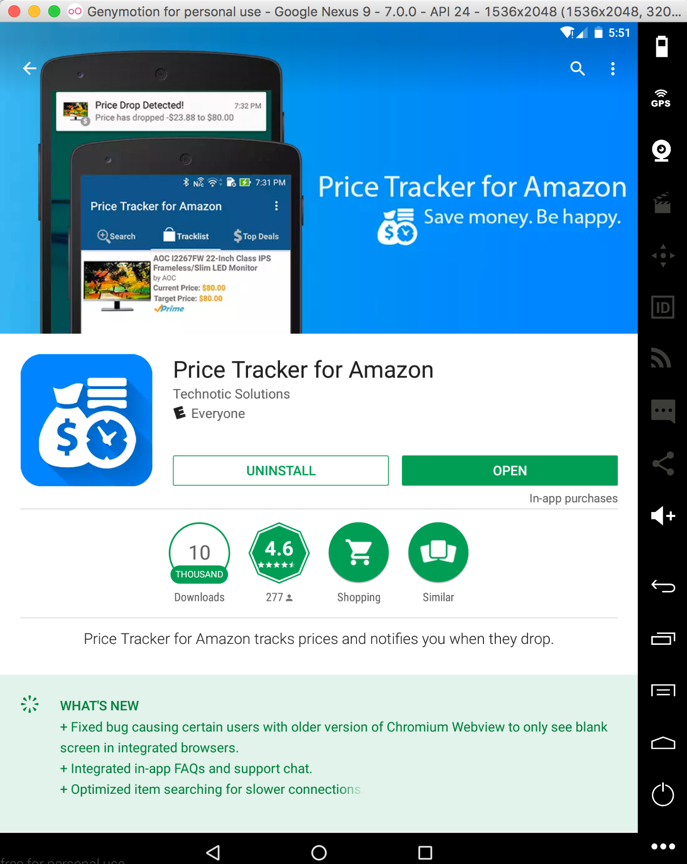 Genymotion for personal use - Google Nexus 9 - 7.0.0 - API 24 - 1536x2048 (1536x2048, 320...
5:51
Price Drop Detected! 7:32 PM
Price has dropped -$23.88 to $80.00
7:31 PM
Price Tracker for Amazon
Search Tracklist $Top Deals
AOC I2267FW 22-Inch Class IPS
Frameless/Slim LED Monitor
by AOC
Current Price: $80.00
Target Price: $80.00
Prime
Price Tracker for Amazon
$ Save money. Be happy.
GPS
ID
$
Price Tracker for Amazon
Technotic Solutions
E Everyone
UNINSTALL OPEN
In-app purchases
10 4.6
THOUSAND
Downloads 277 Shopping Similar
Price Tracker for Amazon tracks prices and notifies you when they drop.
WHAT'S NEW
+ Fixed bug causing certain users with older version of Chromium Webview to only see blank
screen in integrated browsers.
+ Integrated in-app FAQs and support chat.
+ Optimized item searching for slower connections.
free for personal use